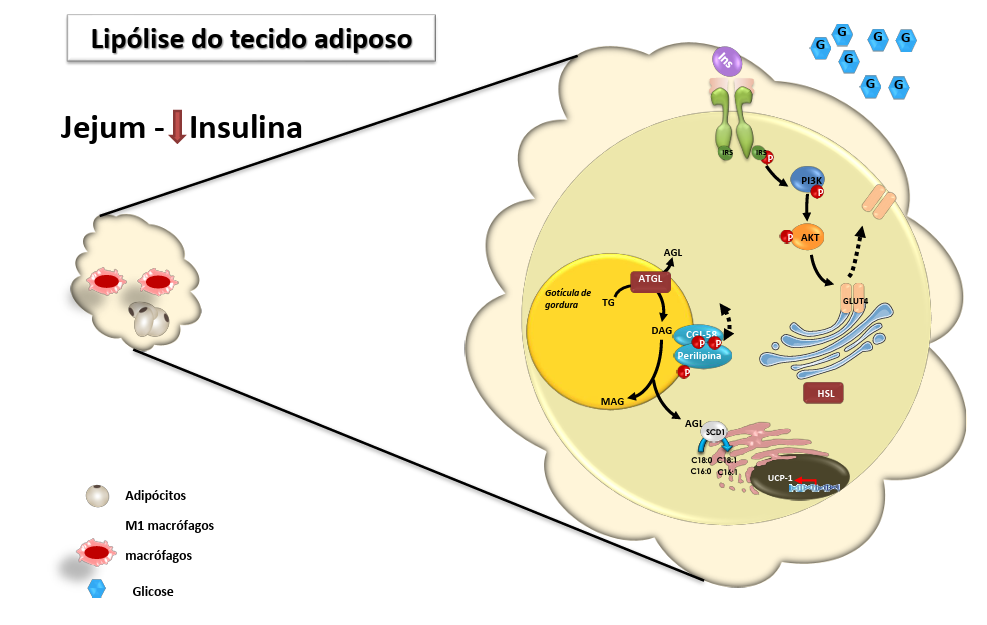 Lipólise do tecido adiposo
Jejum - Insulina
G G G G
G
G G
Ins
IRS IRS p
PI3K
p
p AKT
AGL
ATGL
Gotícula de
gordura
TG
GLUT4
DAG
CGI-58
p p
Perilipina
p
HSL
MAG
AGL
SCD1
C18:0 C18:1
C16:0 C16:1
UCP-1
Adipócitos
M1 macrófagos
macrófagos
Glicose